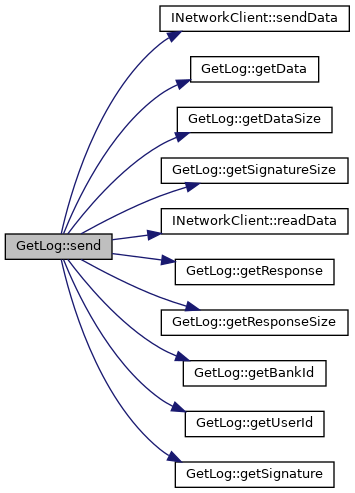 INetworkClient::sendData
GetLog::getData
GetLog::getDataSize
GetLog::getSignatureSize
INetworkClient::readData
GetLog::send
GetLog::getResponse
GetLog::getResponseSize
GetLog::getBankId
GetLog::getUserId
GetLog::getSignature